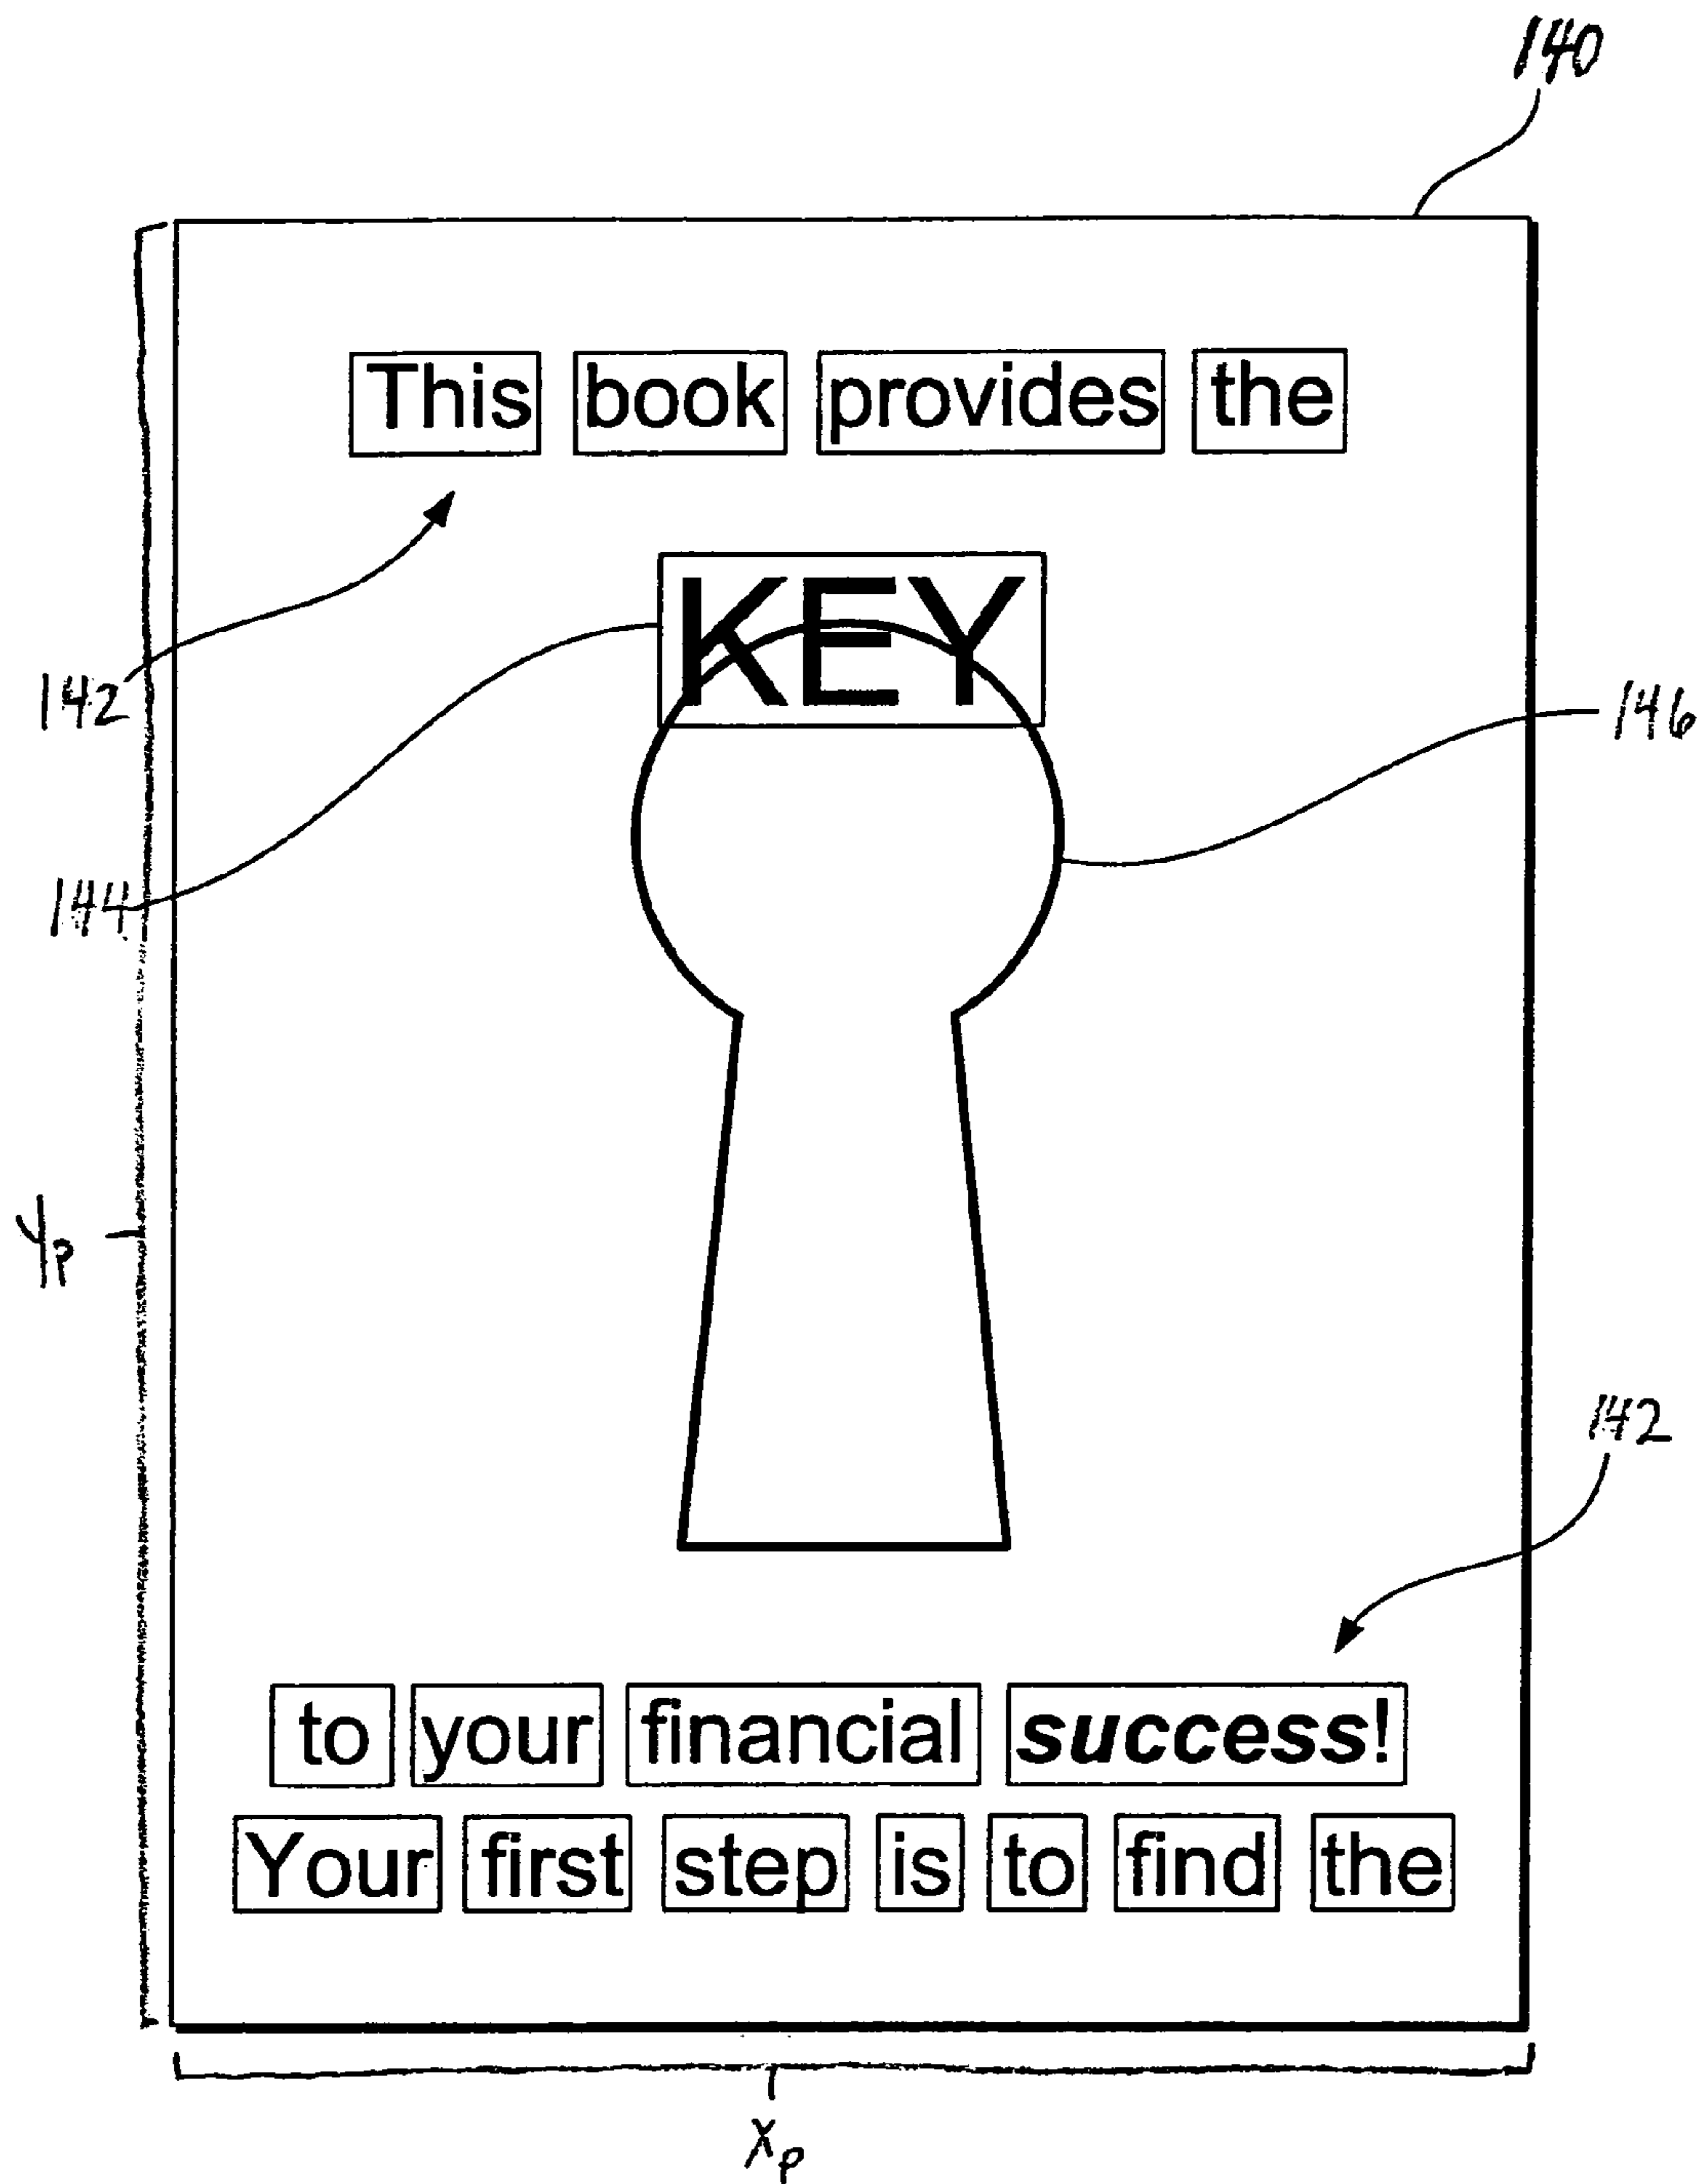 140
This book provides the
KEY
142
146
144
Yp
142
to your financial success!
Your first step is to find the
Xp